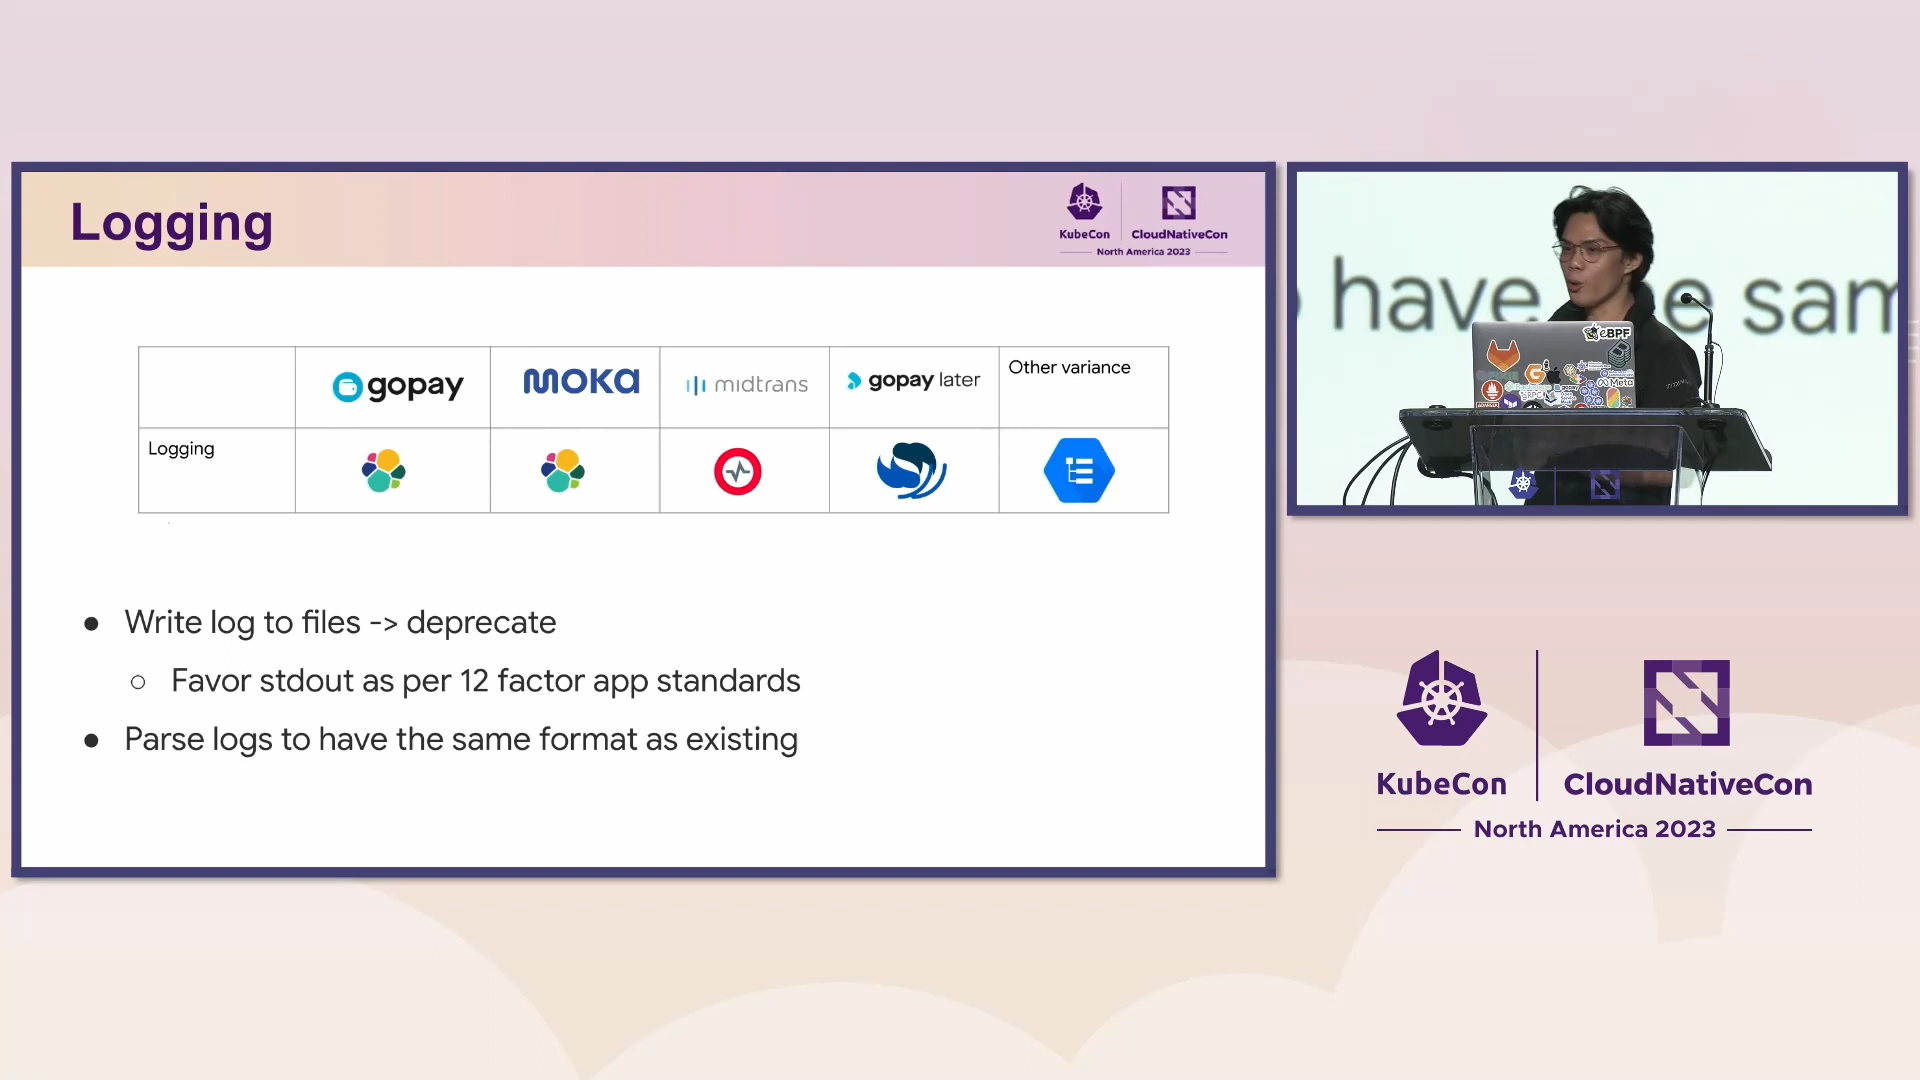 Logging
KubeCon
CloudNativeCon
North America 2023
gopay
MOKA
midtrans
gopay later
Other variance
Logging
● Write log to files -> deprecate
○ Favor stdout as per 12 factor app standards
● Parse logs to have the same format as existing
have the sam
eBPF
Meta
KubeCon
CloudNativeCon
North America 2023